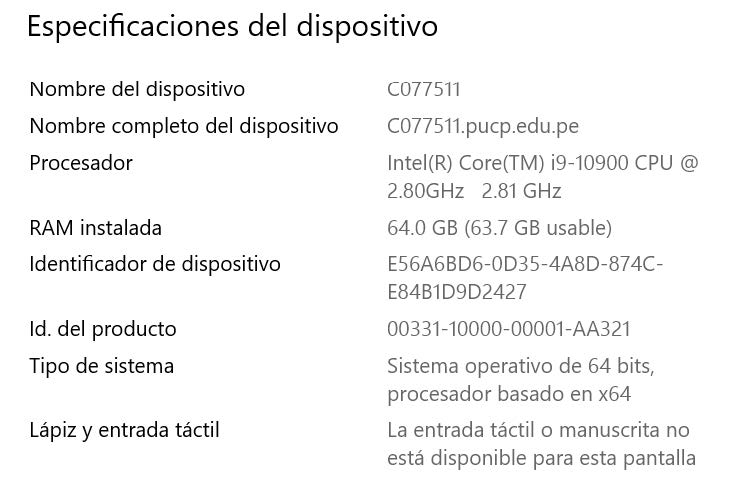 Especificaciones del dispositivo
Nombre del dispositivo C077511
Nombre completo del dispositivo C077511.pucp.edu.pe
Procesador Intel(R) Core(TM) i9-10900 CPU @
2.80GHz 2.81 GHz
RAM instalada 64.0 GB (63.7 GB usable)
Identificador de dispositivo E56A6BD6-0D35-4A8D-874C-
E84B1D9D2427
Id. del producto 00331-10000-00001-AA321
Tipo de sistema Sistema operativo de 64 bits,
procesador basado en x64
Lápiz y entrada táctil La entrada táctil o manuscrita no
está disponible para esta pantalla